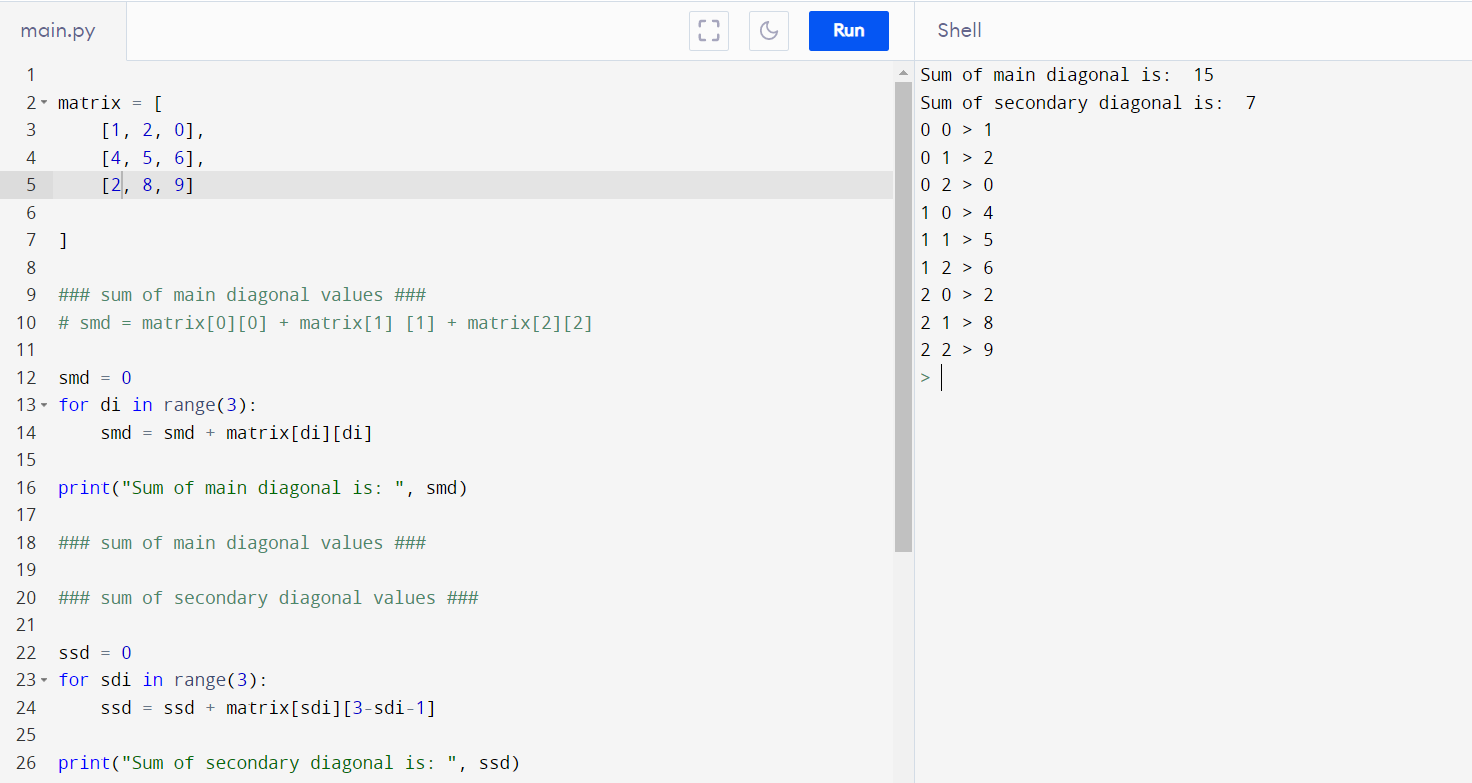 main.py
Run
Shell
1
2 matrix = [
3     [1, 2, 0],
4     [4, 5, 6],
5     [2, 8, 9]
6
7 ]
8
9 ### sum of main diagonal values ###
10 # smd = matrix[0][0] + matrix[1] [1] + matrix[2][2]
11
12 smd = 0
13 for di in range(3):
14     smd = smd + matrix[di][di]
15
16 print("Sum of main diagonal is: ", smd)
17
18 ### sum of main diagonal values ###
19
20 ### sum of secondary diagonal values ###
21
22 ssd = 0
23 for sdi in range(3):
24     ssd = ssd + matrix[sdi][3-sdi-1]
25
26 print("Sum of secondary diagonal is: ", ssd)
Sum of main diagonal is:  15
Sum of secondary diagonal is:  7
0 0 > 1
0 1 > 2
0 2 > 0
1 0 > 4
1 1 > 5
1 2 > 6
2 0 > 2
2 1 > 8
2 2 > 9
>